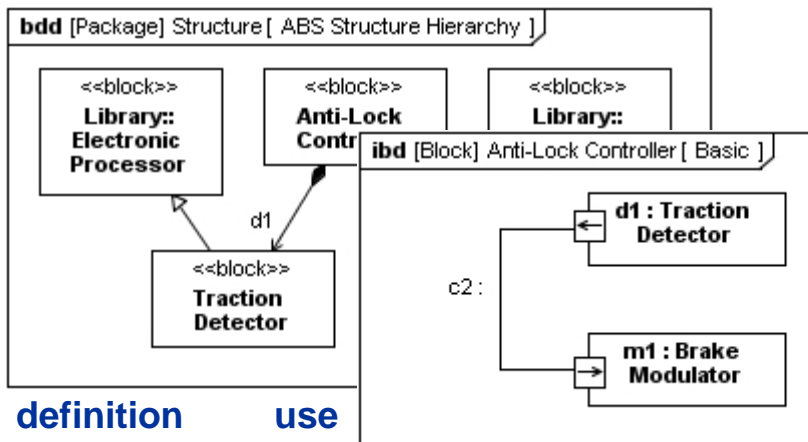 bdd [Package] Structure [ ABS Structure Hierarchy ]
<<block>>
Library::
Electronic
Processor
<<block>>
Anti-Lock
Contr
<<block>>
Library::
d1
<<block>>
Traction
Detector
ibd [Block] Anti-Lock Controller [ Basic ]
d1 : Traction
Detector
c2 :
m1 : Brake
Modulator
definition use